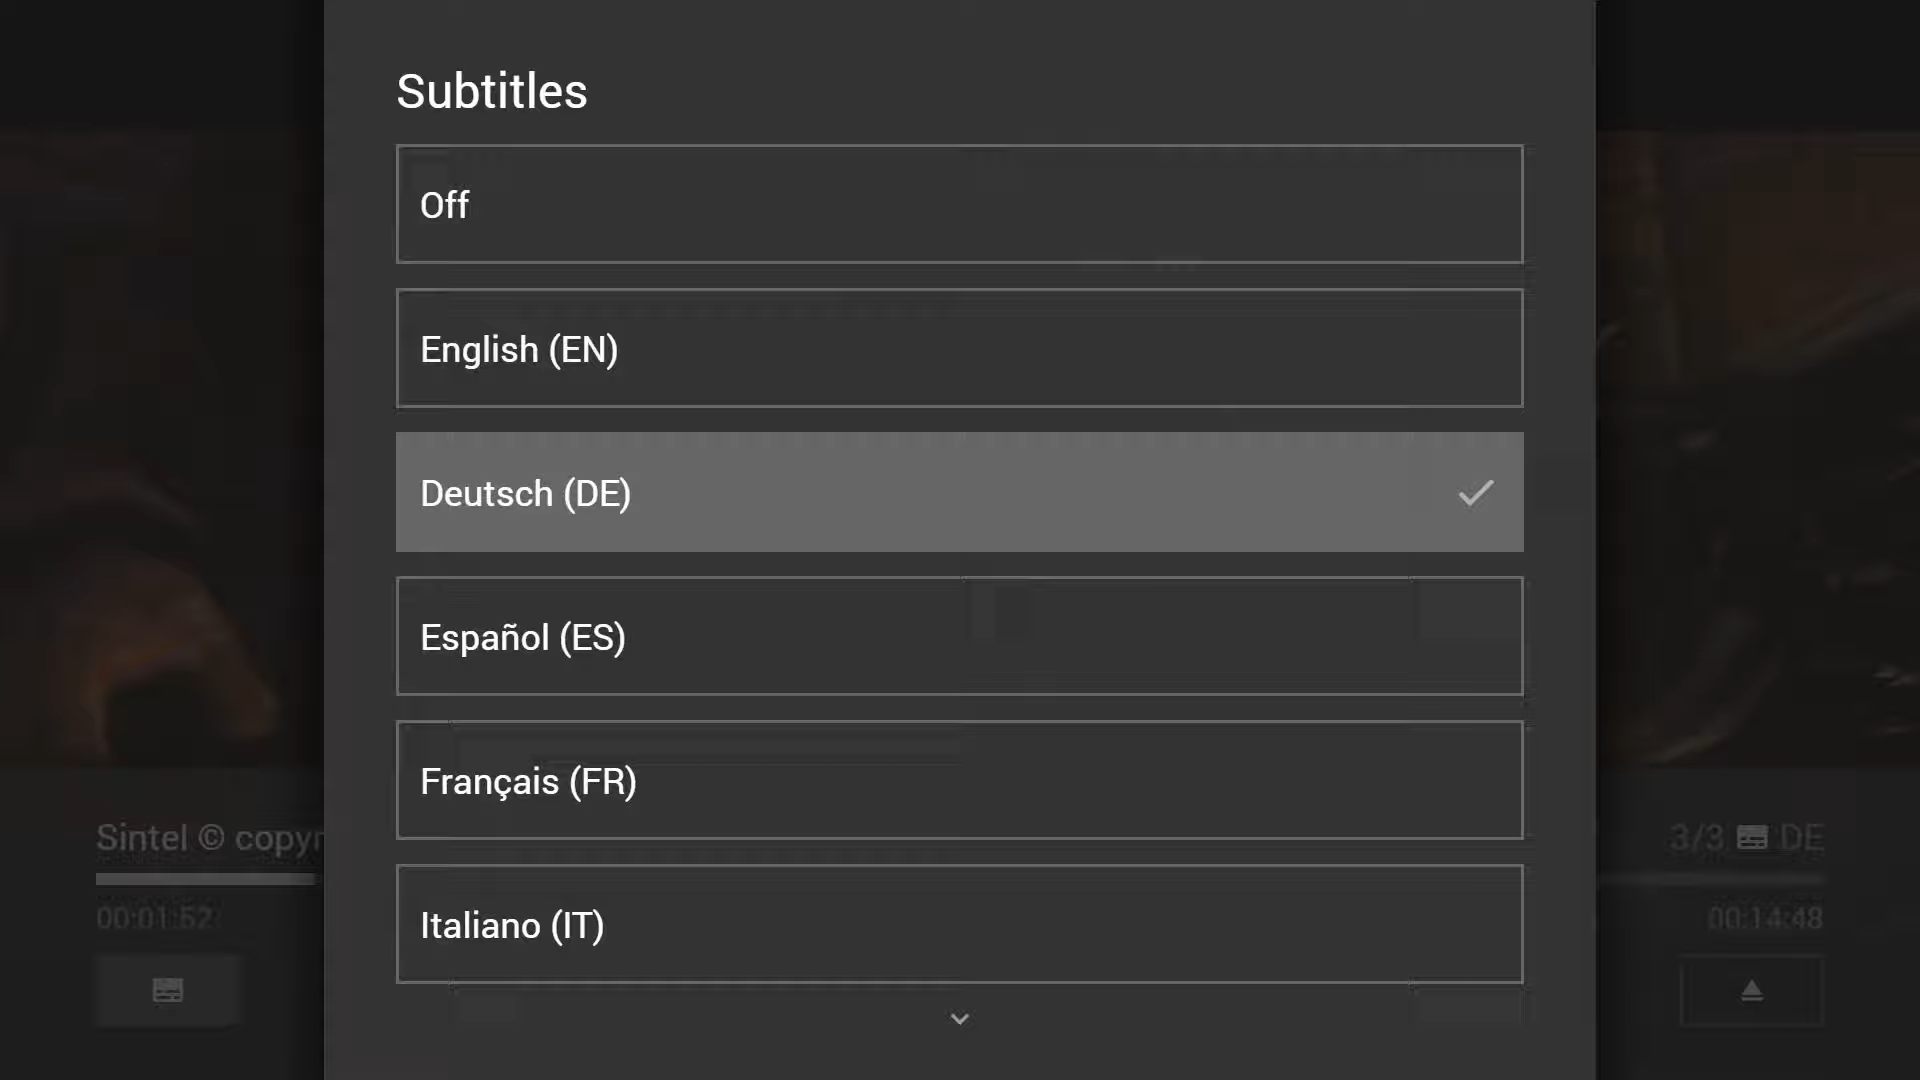 Subtitles
Off
English (EN)
Deutsch (DE)
Español (ES)
Français (FR)
Italiano (IT)
Sintel © copyr
3/3 DE
00:01:52
00:14:48